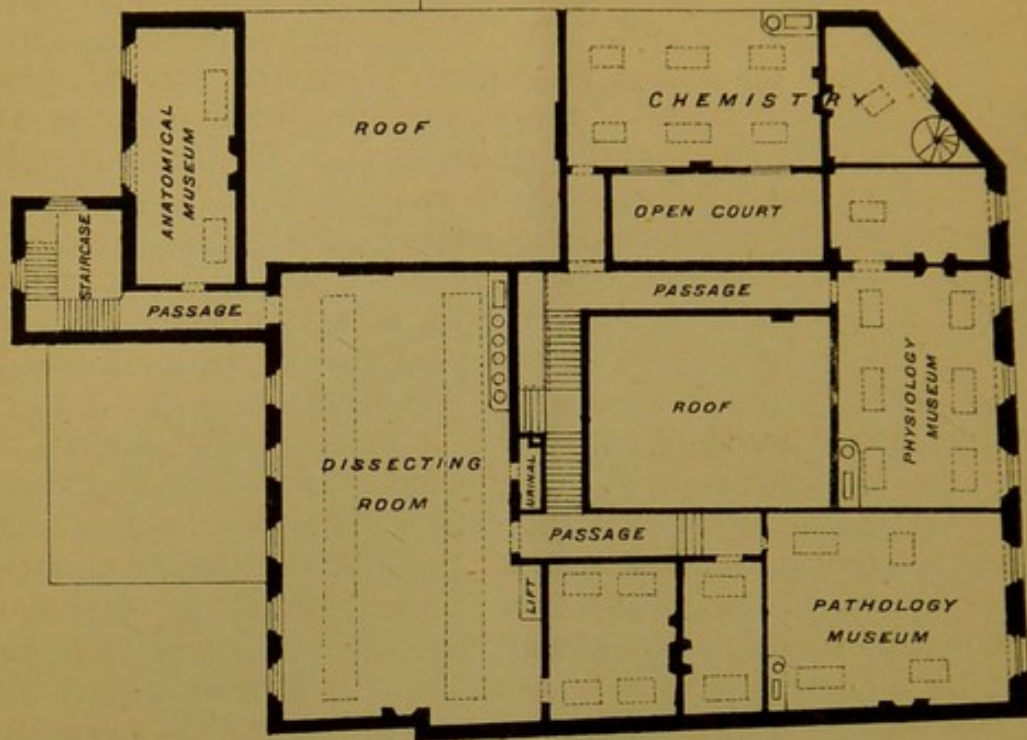 ROOF
CHEMISTRY
ANATOMICAL
MUSEUM
OPEN COURT
STAIRCASE
PASSAGE
PASSAGE
PHYSIOLOGY
MUSEUM
ROOF
DISSECTING
ROOM
URINAL
PASSAGE
LIFT
PATHOLOGY
MUSEUM